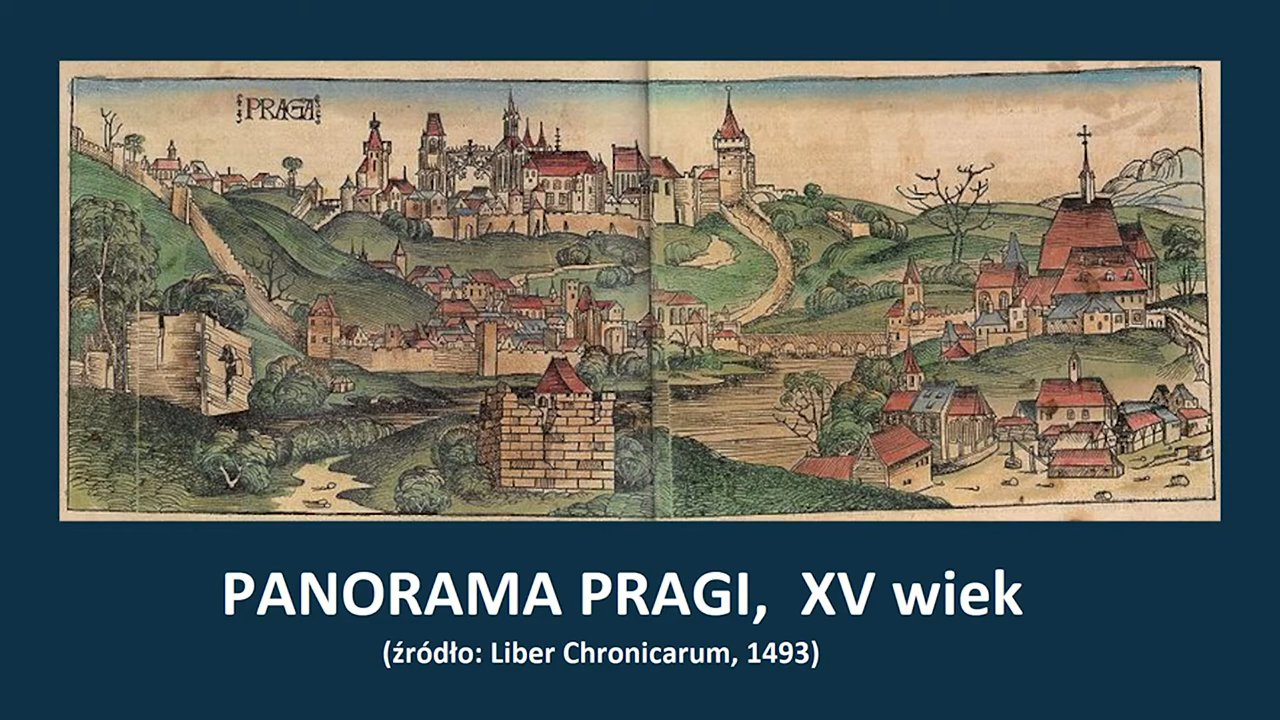 PRAGA
PANORAMA PRAGI, XV wiek
(źródło: Liber Chronicarum, 1493)